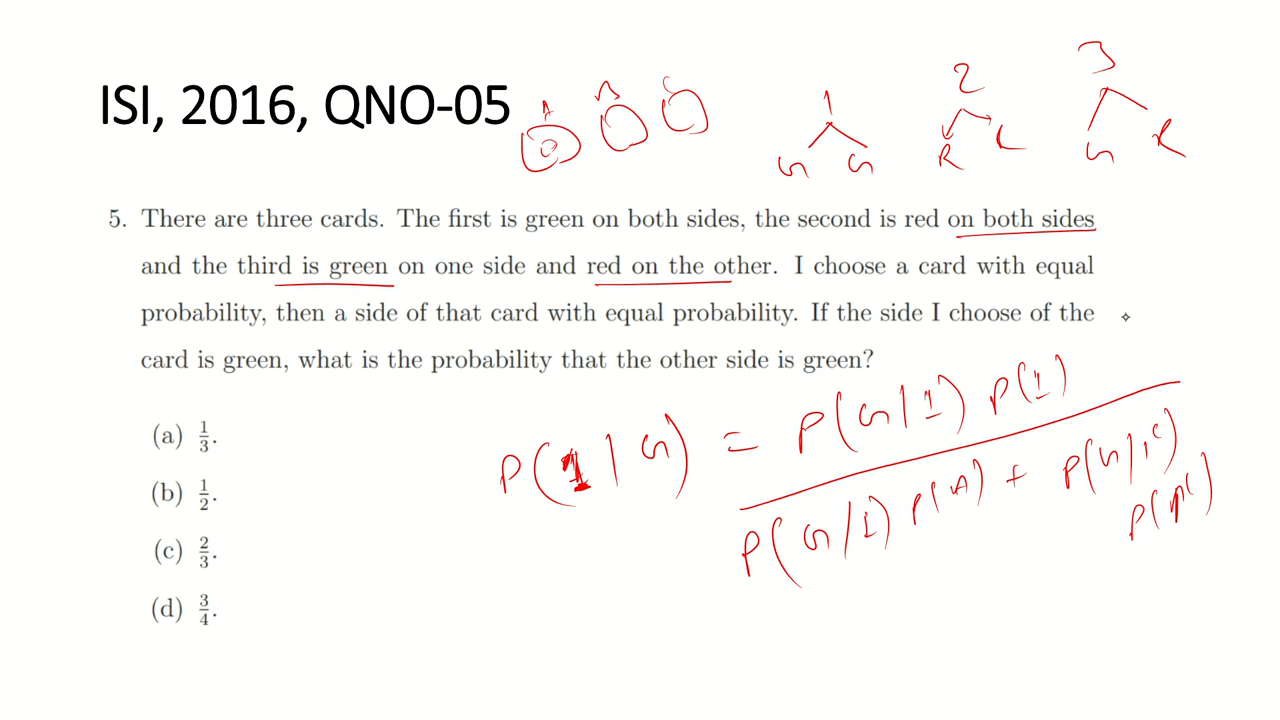 ISI, 2016, QNO-05
A B C
1 2 3
G G R G R
5. There are three cards. The first is green on both sides, the second is red on both sides
and the third is green on one side and red on the other. I choose a card with equal
probability, then a side of that card with equal probability. If the side I choose of the
card is green, what is the probability that the other side is green?
(a) 1/3.
(b) 1/2.
(c) 2/3.
(d) 3/4.
P(1|G) = P(G|1) P(1)
P(G/1) P(A) + P(G/1ᶜ)